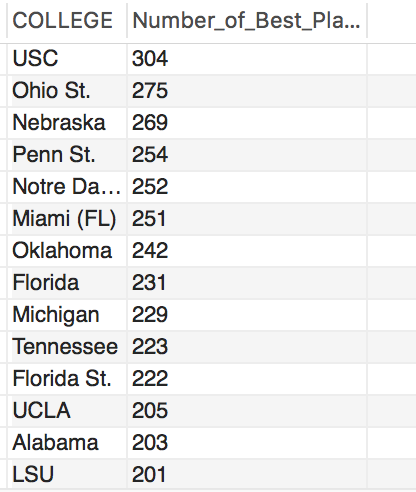 COLLEGE Number_of_Best_Pla...
USC 304
Ohio St. 275
Nebraska 269
Penn St. 254
Notre Da... 252
Miami (FL) 251
Oklahoma 242
Florida 231
Michigan 229
Tennessee 223
Florida St. 222
UCLA 205
Alabama 203
LSU 201